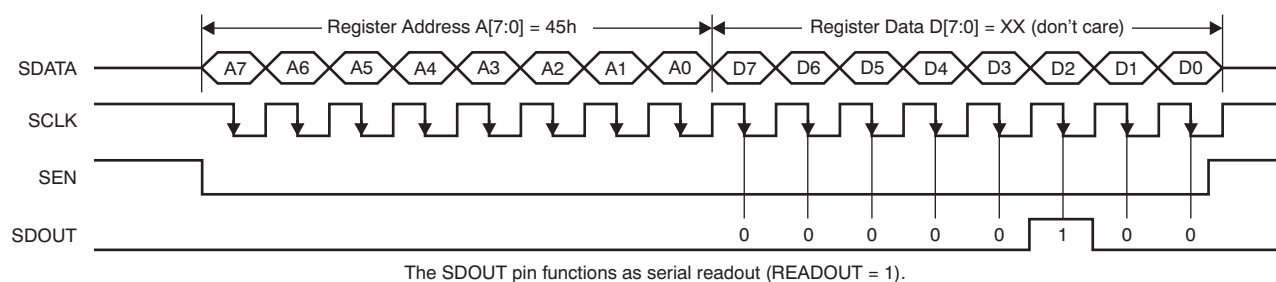 Register Address A[7:0] = 45h Register Data D[7:0] = XX (don't care)
SDATA A7 A6 A5 A4 A3 A2 A1 A0 D7 D6 D5 D4 D3 D2 D1 D0
SCLK
SEN
SDOUT 0 0 0 0 0 1 0 0
The SDOUT pin functions as serial readout (READOUT = 1).